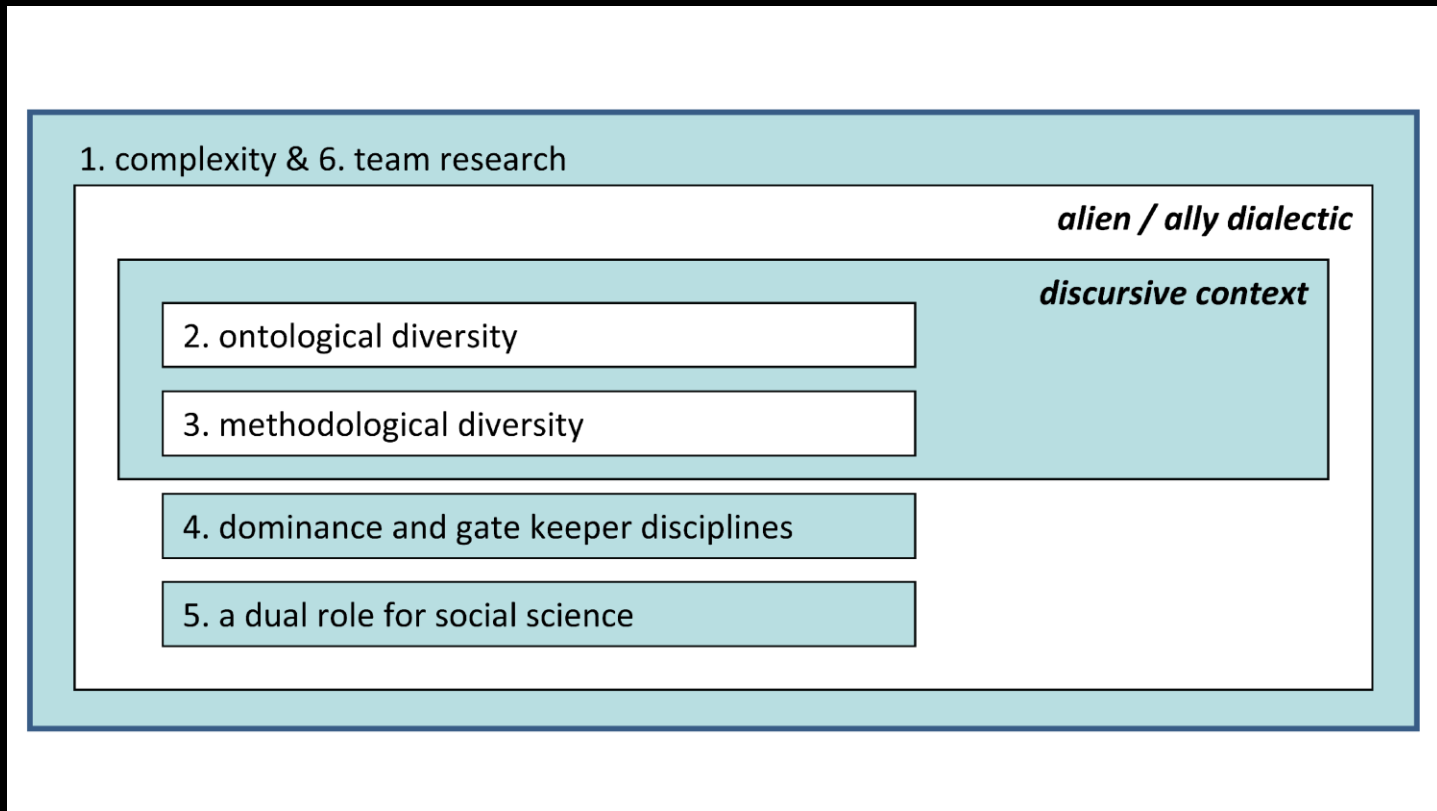 1. complexity & 6. team research
alien / ally dialectic
discursive context
2. ontological diversity
3. methodological diversity
4. dominance and gate keeper disciplines
5. a dual role for social science